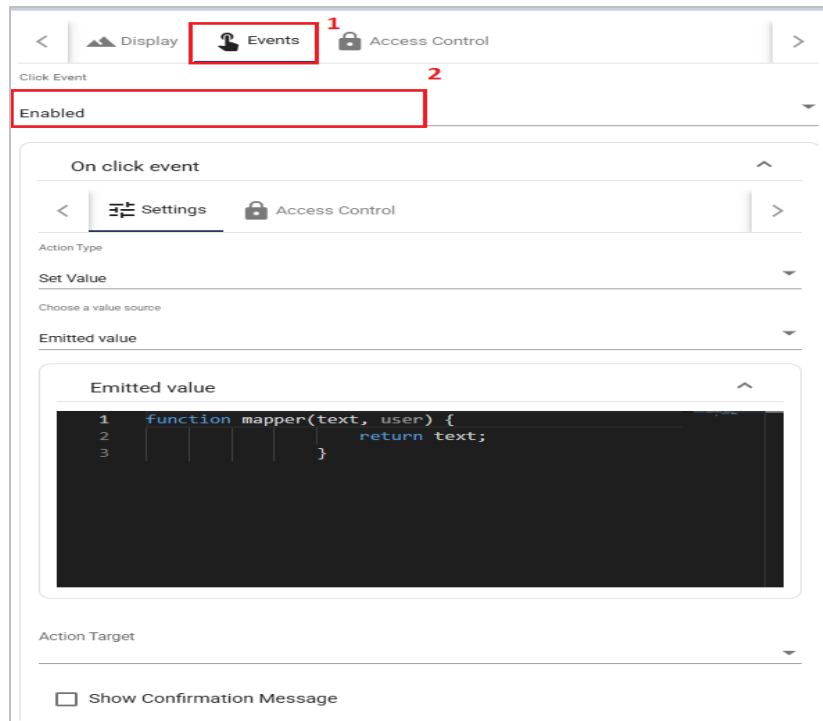 1
Display Events Access Control
Click Event
2
Enabled
On click event
Settings Access Control
Action Type
Set Value
Choose a value source
Emitted value
Emitted value
1 function mapper(text, user) {
2 return text;
3 }
Action Target
Show Confirmation Message